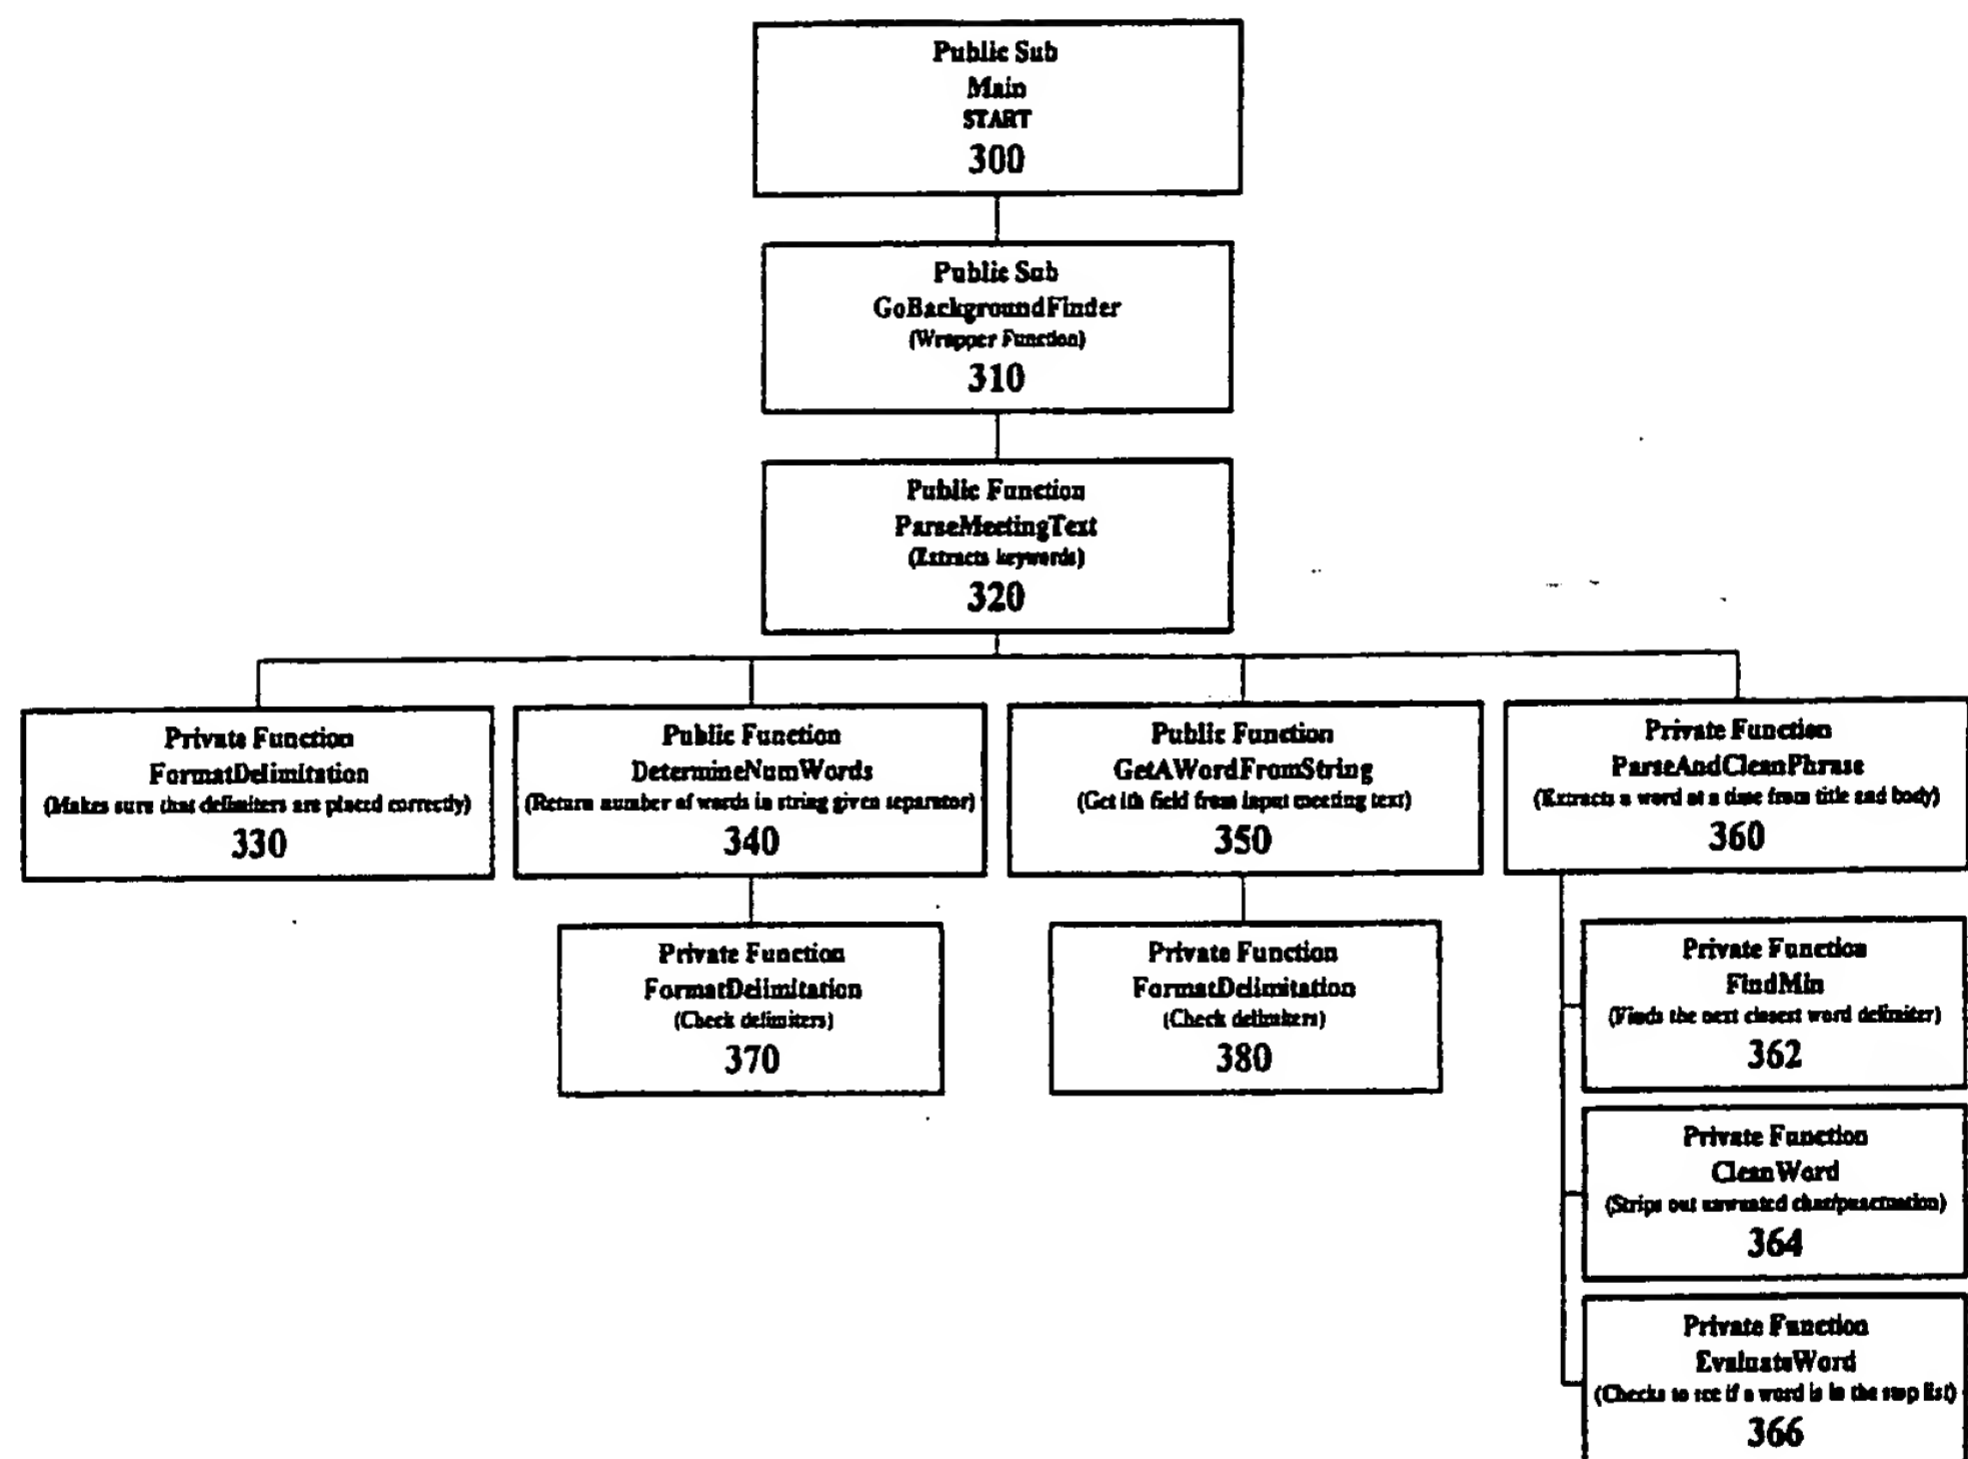 Public Sub
Main
START
300
Public Sub
GoBackgroundFinder
(Wrapper Function)
310
Public Function
ParseMeetingText
(Extracts keywords)
320
Private Function
FormatDelimitation
(Makes sure that delimiters are placed correctly)
330
Public Function
DetermineNumWords
(Return number of words in string given separator)
340
Public Function
GetAWordFromString
(Get ith field from input meeting text)
350
Private Function
ParseAndCleanPhrase
(Extracts a word at a time from title and body)
360
Private Function
FormatDelimitation
(Check delimiters)
370
Private Function
FormatDelimitation
(Check delimiters)
380
Private Function
FindMin
(Finds the next closest word delimiter)
362
Private Function
CleanWord
(Strips out unwanted char/punctuation)
364
Private Function
EvaluateWord
(Checks to see if a word is in the stop list)
366